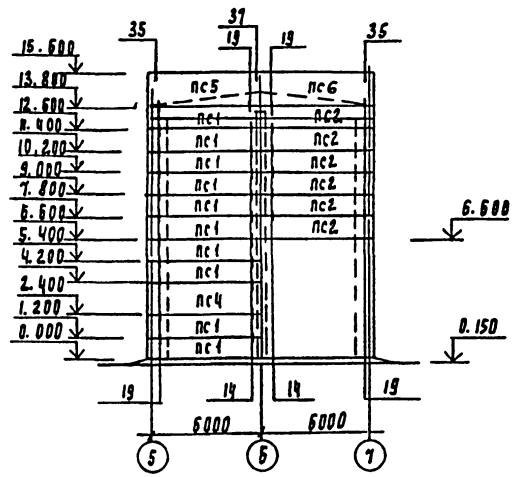 37
35 19 19 36
15.600
13.800 пс5 пс6
12.600
11.400 пс1 пс2
10,200 пс1 пс2
9.000 пс1 пс2
7.800 пс1 пс2
6.600 пс1 пс2 6.600
5.400 пс1 пс2
4.200 пс1
2.400 пс1
1.200 пс4
0.000 пс1 0.150
пс1
19 14 14 19
6000 6000
5 6 7